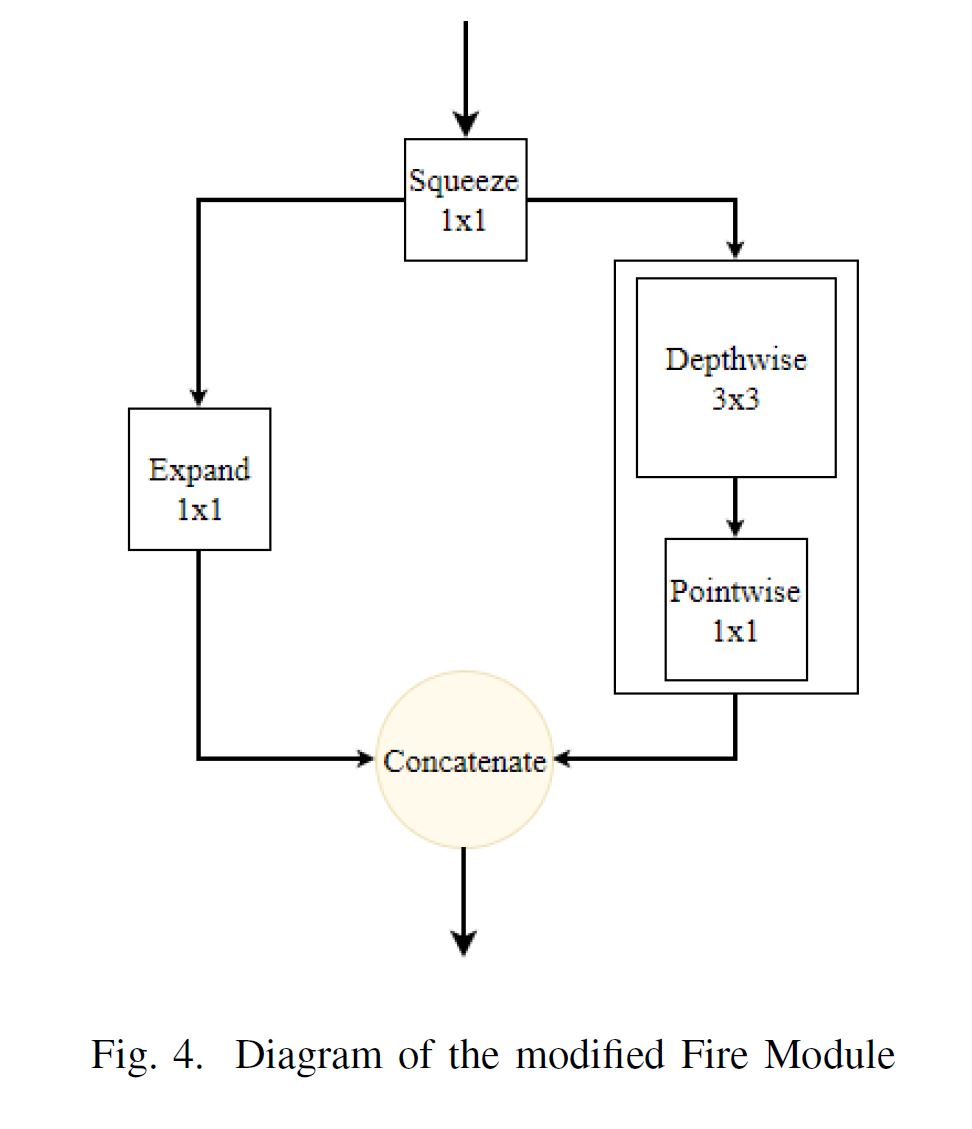 Squeeze
1x1
Depthwise
3x3
Expand
1x1
Pointwise
1x1
Concatenate
Fig. 4. Diagram of the modified Fire Module